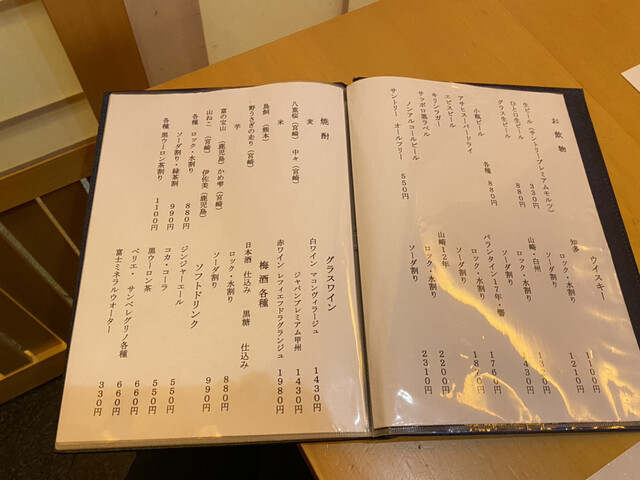 お飲物
生ビール（サントリープレミアムモルツ）
ひとロ生ビール 330円
グラス生ビール 880円
小瓶ビール 各種 880円
アサヒスーパードライ
エビスビール
キリンラガー
サッポロ黒ラベル
ノンアルコールビール
サントリー オールフリー 550円
ウイスキー
知多
ロック・水割り 1100円
ソーダ割り 1210円
山崎・白州
ロック・水割り
ソーダ割り 1430円
バランタイン17年・響
ロック・水割り 1760円
ソーダ割り
山崎12年
ロック・水割り 2200円
ソーダ割り 2310円
焼酎
麦
八重桜（宮崎） 中々（宮崎）
米
野うさぎの走り（宮崎）
鳥飼（熊本）
芋
富の宝山（鹿児島） かめ雫（宮崎）
山ねこ（宮崎） 伊佐美（鹿児島）
各種 ロック・水割り 880円
ソーダ割り・緑茶割 990円
各種 黒ウーロン茶割り 1100円
グラスワイン
白ワイン マコンヴィラージュ 1430円
ジャパンプレミアム甲州 1430円
赤ワイン レフィエフドラグランジュ 1980円
梅酒 各種
日本酒 仕込み 黒糖 仕込み
ロック・水割り 880円
ソーダ割り 990円
ソフトドリンク
ジンジャーエール 550円
コカ・コーラ 550円
黒ウーロン茶 660円
ペリエ・サンペレグリノ各種 660円
富士ミネラルウオーター 330円